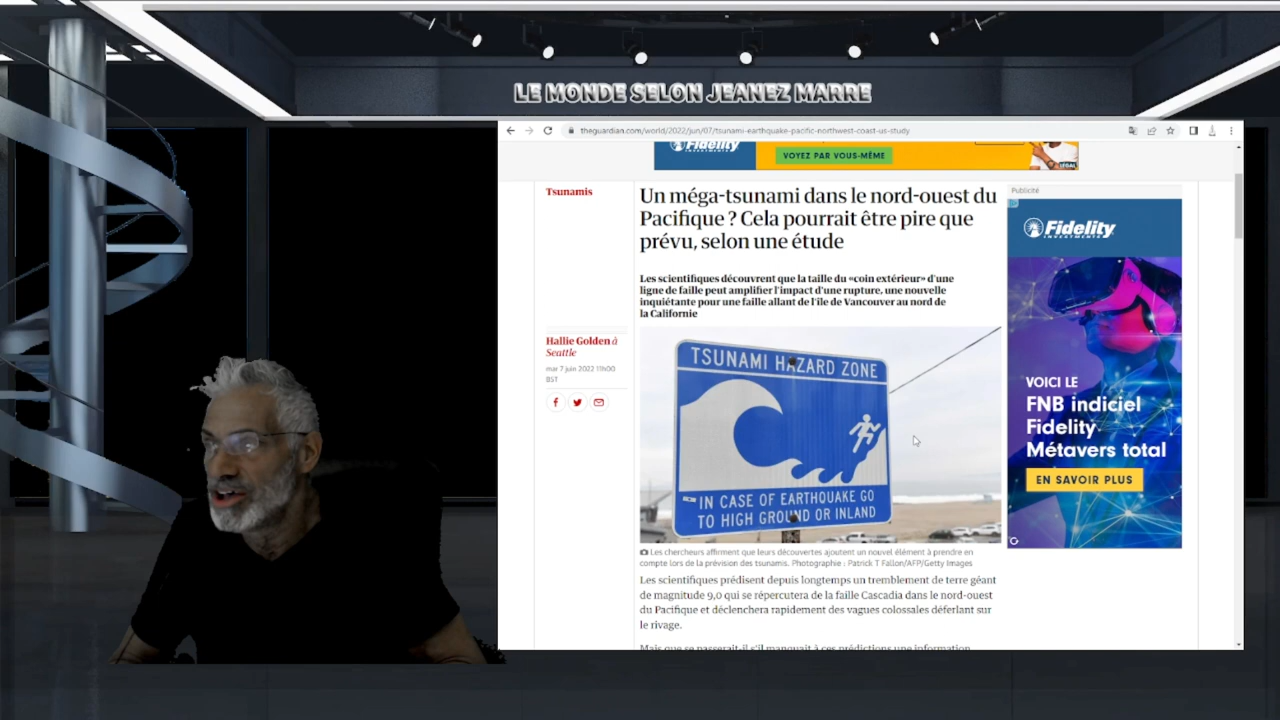 LE MONDE SELON JEANEZ MARRE
theguardian.com/world/2022/jun/07/tsunami-earthquake-pacific-northwest-coast-us-study
Fidelity
VOYEZ PAR VOUS-MÊME
LÉGAL
Tsunamis
Un méga-tsunami dans le nord-ouest du
Pacifique ? Cela pourrait être pire que
prévu, selon une étude
Les scientifiques découvrent que la taille du «coin extérieur» d'une
ligne de faille peut amplifier l'impact d'une rupture, une nouvelle
inquiétante pour une faille allant de l'île de Vancouver au nord de
la Californie
Hallie Golden à
Seattle
mar 7 juin 2022 11h00
BST
TSUNAMI HAZARD ZONE
IN CASE OF EARTHQUAKE GO
TO HIGH GROUND OR INLAND
Les chercheurs affirment que leurs découvertes ajoutent un nouvel élément à prendre en
compte lors de la prévision des tsunamis. Photographie : Patrick T Fallon/AFP/Getty Images
Les scientifiques prédisent depuis longtemps un tremblement de terre géant
de magnitude 9,0 qui se répercutera de la faille Cascadia dans le nord-ouest
du Pacifique et déclenchera rapidement des vagues colossales déferlant sur
le rivage.
Mais que se passerait-il s'il manquait à ces prédictions une information
Publicité
Fidelity
INVESTMENTS
VOICI LE
FNB indiciel
Fidelity
Métavers total
EN SAVOIR PLUS